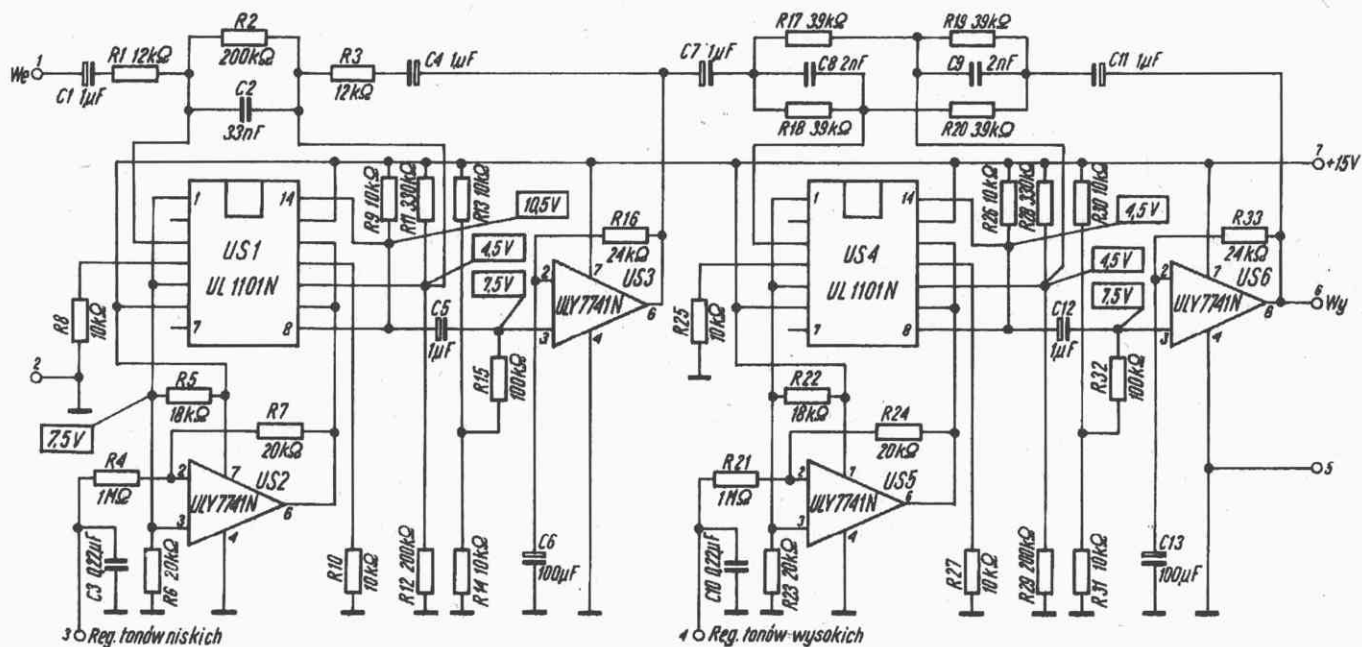 We 1
C1 1µF
R1 12kΩ
R2
200kΩ
C2
33nF
R3
12kΩ
C4 1µF
C7 1µF
R17 39kΩ
C8 2nF
R18 39kΩ
R19 39kΩ
C9 2nF
R20 39kΩ
C11 1µF
7
+15V
1
14
US1
UL1101N
7
8
R8
10kΩ
2
R9 10kΩ
R11 330kΩ
R13 10kΩ
10,5V
4,5V
7,5V
C5
1µF
R15
100kΩ
R16
24kΩ
2
7
US3
ULY7741N
3
4
6
1
14
US4
UL1101N
7
8
R25
10kΩ
R26 10kΩ
R28 330kΩ
R30 10kΩ
4,5V
4,5V
7,5V
C12
1µF
R32
100kΩ
R33
24kΩ
2
7
US6
ULY7741N
3
4
6
6
Wy
R5
18kΩ
7,5V
R7
20kΩ
R4
1MΩ
2
7
US2
ULY7741N
3
4
6
C3 0,22µF
R6 20kΩ
R10
10kΩ
R12 200kΩ
R14 10kΩ
C6
100µF
3 Reg. tonów niskich
R22
18kΩ
R24
20kΩ
R21
1MΩ
2
7
US5
ULY7741N
3
4
6
C10 0,22µF
R23 20kΩ
R27
10kΩ
R29 200kΩ
R31 10kΩ
C13
100µF
5
4 Reg. tonów wysokich